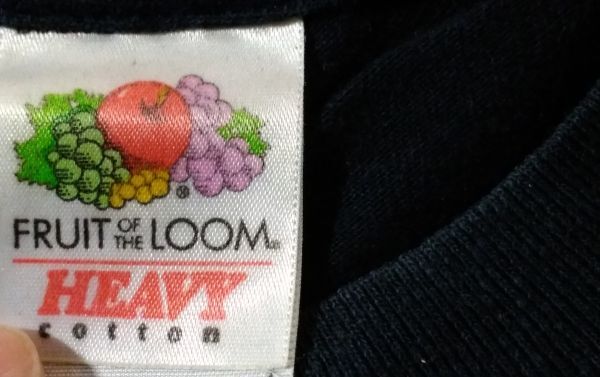 ®
FRUIT OF THE LOOM®
HEAVY
cotton